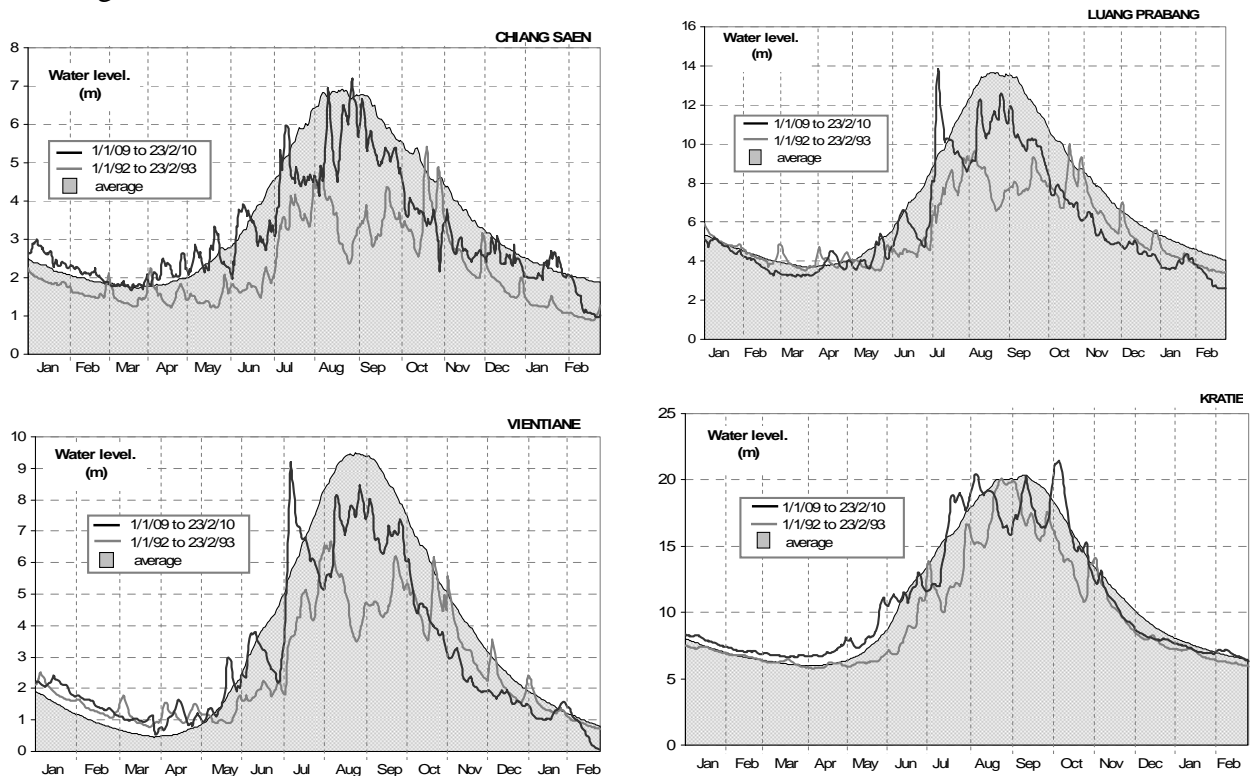 CHIANG SAEN
8
7
6
5
4
3
2
1
0
Water level.
(m)
1/1/09 to 23/2/10
1/1/92 to 23/2/93
average
Jan Feb Mar Apr May Jun Jul Aug Sep Oct Nov Dec Jan Feb
LUANG PRABANG
16
14
12
10
8
6
4
2
0
Water level.
(m)
1/1/09 to 23/2/10
1/1/92 to 23/2/93
average
Jan Feb Mar Apr May Jun Jul Aug Sep Oct Nov Dec Jan Feb
VIENTIANE
10
9
8
7
6
5
4
3
2
1
0
Water level.
(m)
1/1/09 to 23/2/10
1/1/92 to 23/2/93
average
Jan Feb Mar Apr May Jun Jul Aug Sep Oct Nov Dec Jan Feb
KRATIE
25
20
15
10
5
0
Water level.
(m)
1/1/09 to 23/2/10
1/1/92 to 23/2/93
average
Jan Feb Mar Apr May Jun Jul Aug Sep Oct Nov Dec Jan Feb